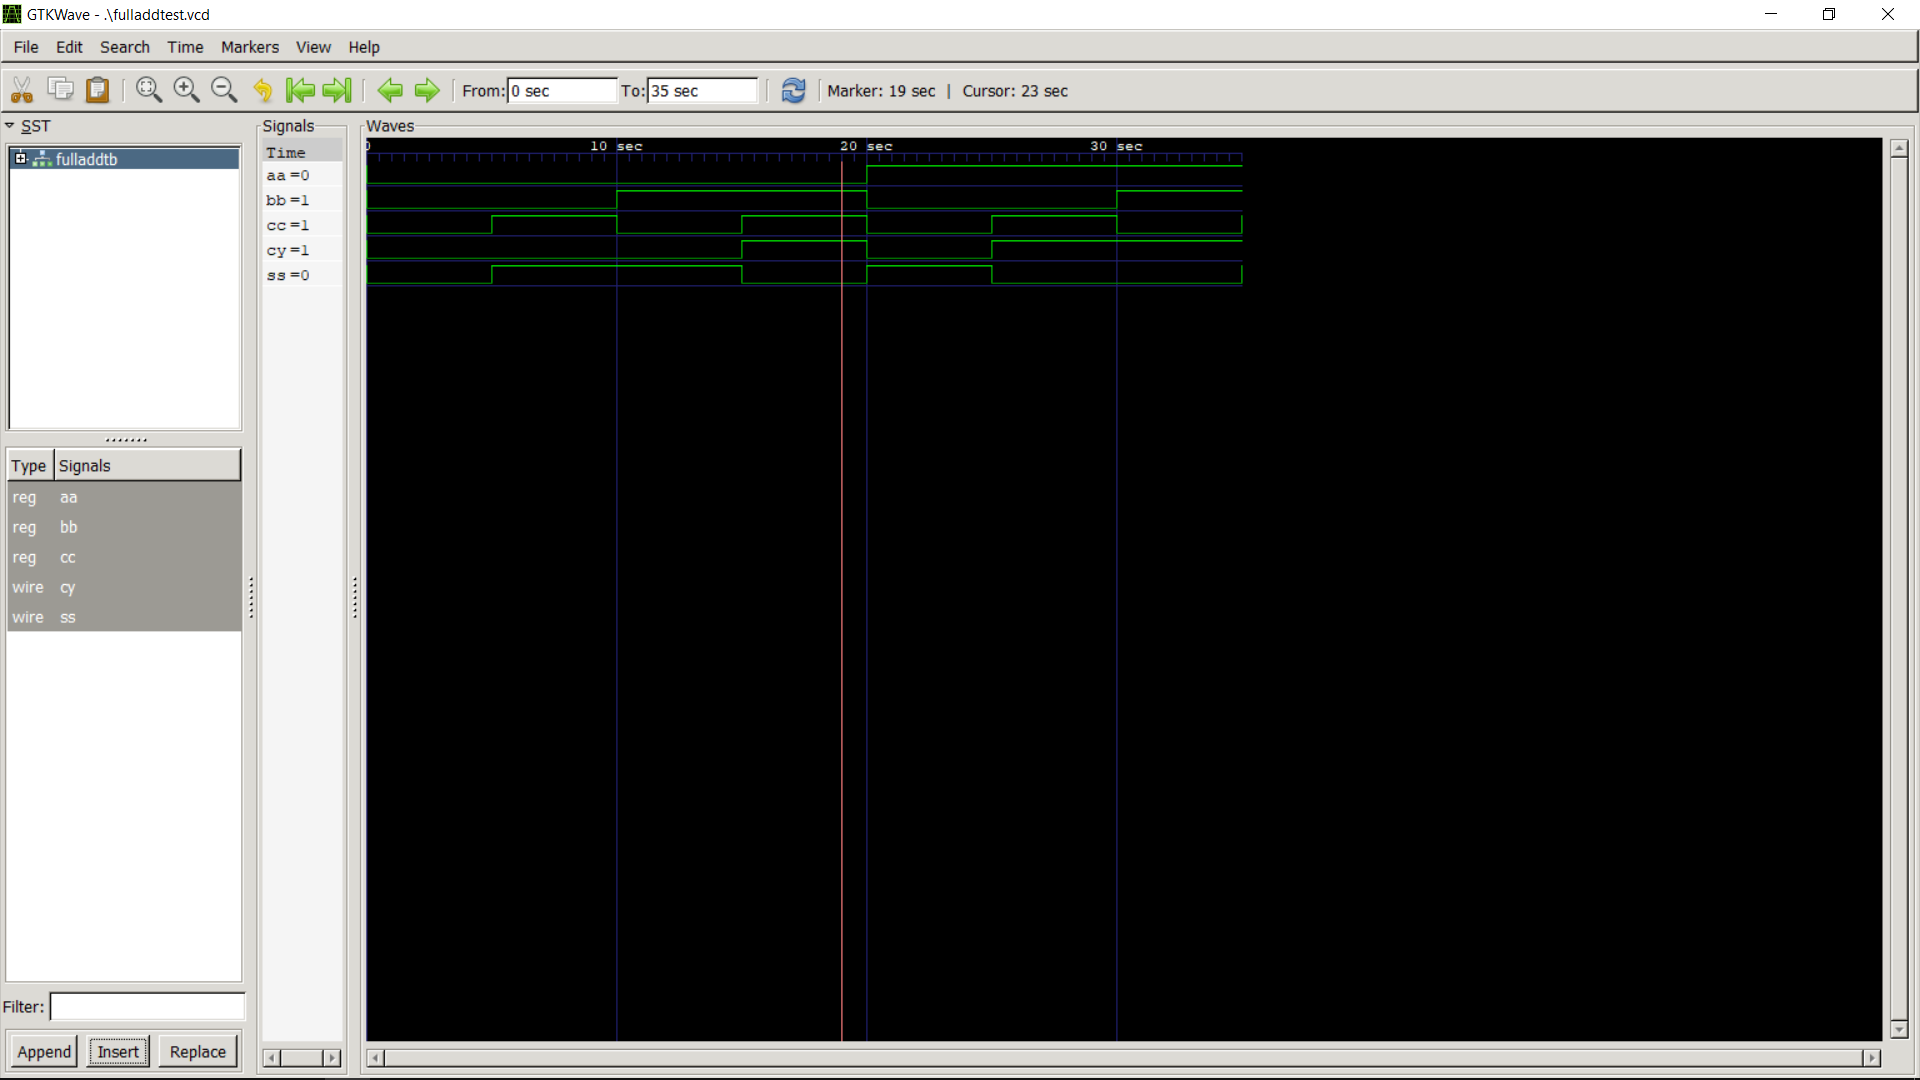 GTKWave - .\fulladdtest.vcd
File Edit Search Time Markers View Help
From: 0 sec To: 35 sec Marker: 19 sec | Cursor: 23 sec
SST
fulladdtb
Type Signals
reg aa
reg bb
reg cc
wire cy
wire ss
Filter:
Append Insert Replace
Signals
Time
aa=0
bb=1
cc=1
cy=1
ss=0
Waves
0 10 sec 20 sec 30 sec